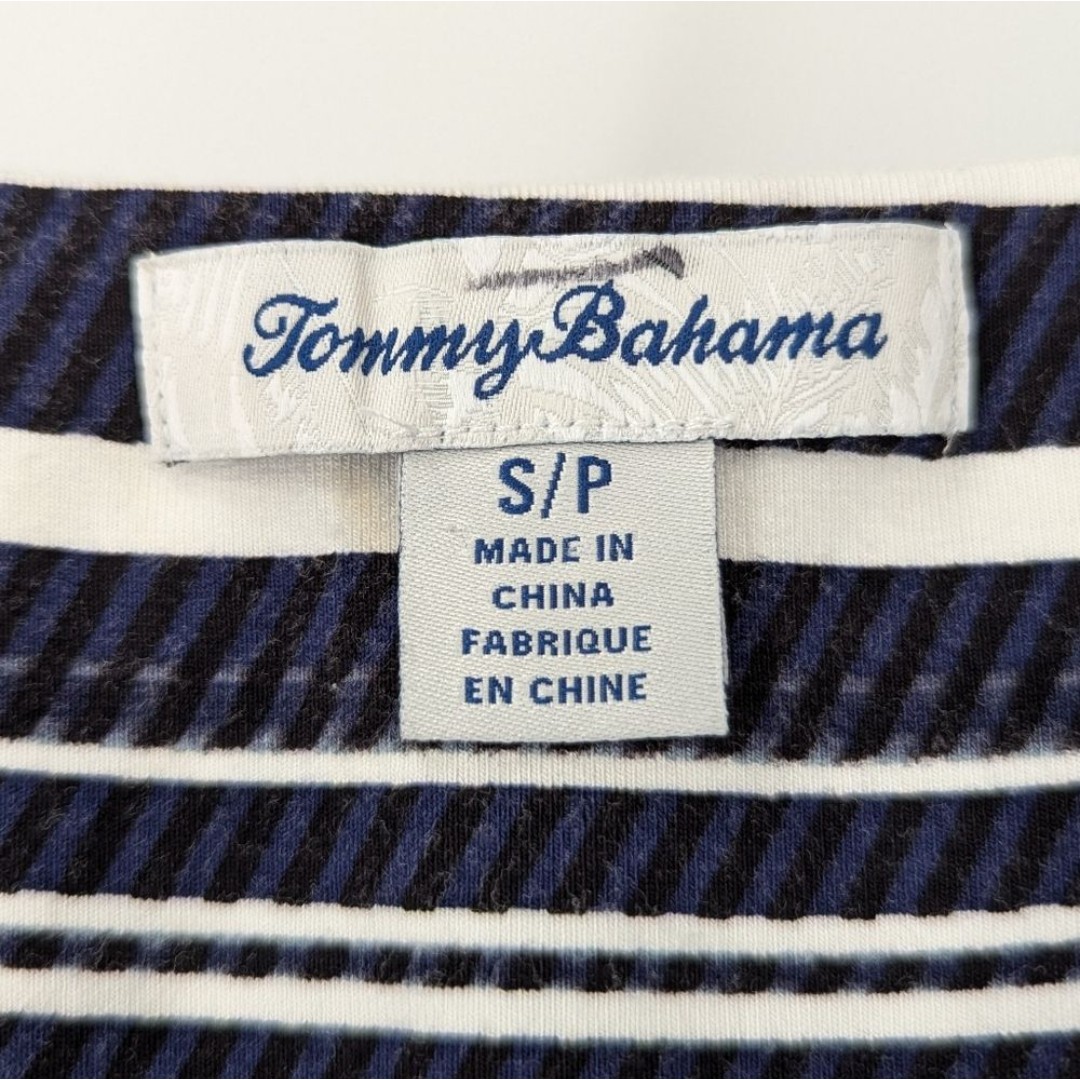 Tommy Bahama
S/P
MADE IN
CHINA
FABRIQUE
EN CHINE